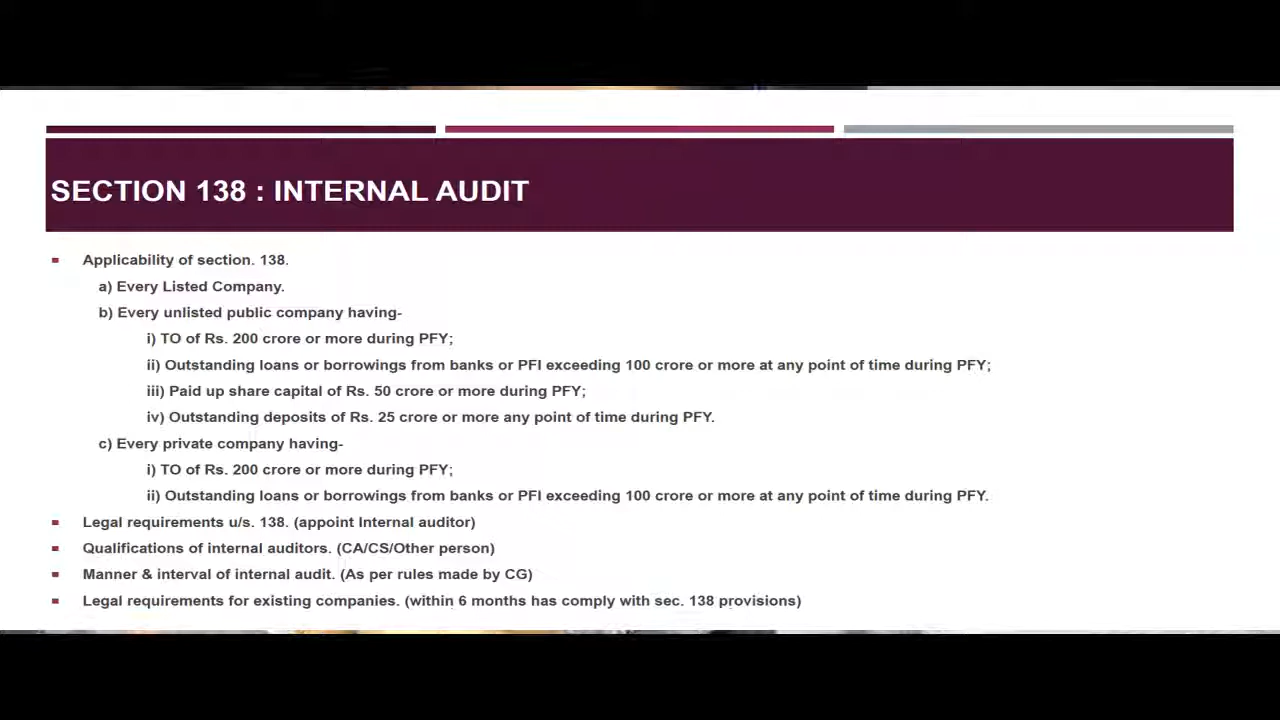 SECTION 138 : INTERNAL AUDIT
Applicability of section. 138.
a) Every Listed Company.
b) Every unlisted public company having-
i) TO of Rs. 200 crore or more during PFY;
ii) Outstanding loans or borrowings from banks or PFI exceeding 100 crore or more at any point of time during PFY;
iii) Paid up share capital of Rs. 50 crore or more during PFY;
iv) Outstanding deposits of Rs. 25 crore or more any point of time during PFY.
c) Every private company having-
i) TO of Rs. 200 crore or more during PFY;
ii) Outstanding loans or borrowings from banks or PFI exceeding 100 crore or more at any point of time during PFY.
Legal requirements u/s. 138. (appoint Internal auditor)
Qualifications of internal auditors. (CA/CS/Other person)
Manner & interval of internal audit. (As per rules made by CG)
Legal requirements for existing companies. (within 6 months has comply with sec. 138 provisions)